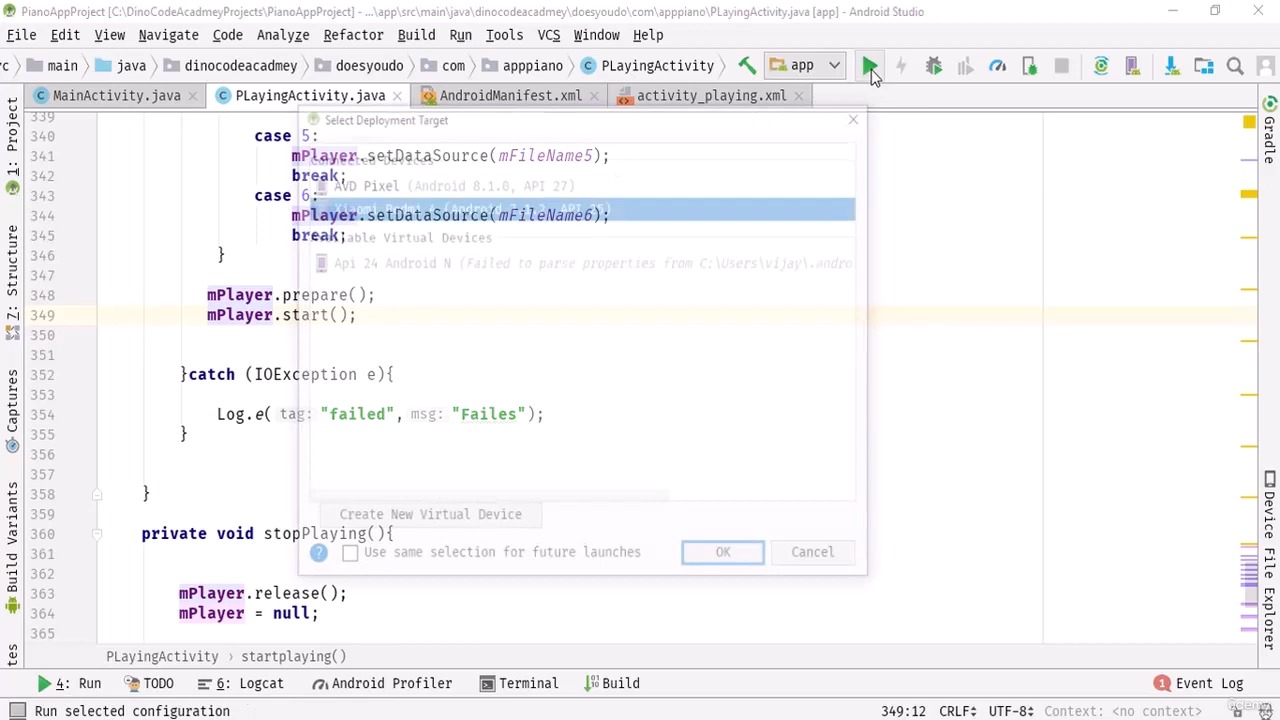 PianoAppProject [C:\DinoCodeAcadmeyProjects\PianoAppProject] - ...\app\src\main\java\dinocodeacadmey\doesyoudo\com\apppiano\PLayingActivity.java [app] - Android Studio
File Edit View Navigate Code Analyze Refactor Build Run Tools VCS Window Help
main java dinocodeacadmey doesyoudo com apppiano PLayingActivity app
1: Project
MainActivity.java PLayingActivity.java AndroidManifest.xml activity_playing.xml
Gradle
339
Select Deployment Target
340 case 5:
341 mPlayer.setDataSource(mFileName5);
Connected Devices
342 break;
AVD Pixel (Android 8.1.0, API 27)
343 case 6:
344 mPlayer.setDataSource(mFileName6);
345 break;
Available Virtual Devices
346 }
Api 24 Android N (Failed to parse properties from C:\Users\vijay\.andro
347
Z: Structure
348 mPlayer.prepare();
349 mPlayer.start();
350
351
352 }catch (IOException e){
353
Captures
354 Log.e( tag: "failed", msg: "Failes");
355 }
356
357
358 }
Create New Virtual Device
359
360 private void stopPlaying(){
Use same selection for future launches OK Cancel
361
362
363 mPlayer.release();
364 mPlayer = null;
365
Build Variants
Device File Explorer
PLayingActivity › startplaying()
4: Run TODO 6: Logcat Android Profiler Terminal Build 1 Event Log
Run selected configuration 349:12 CRLF UTF-8 Context: <no context>
ûdemy